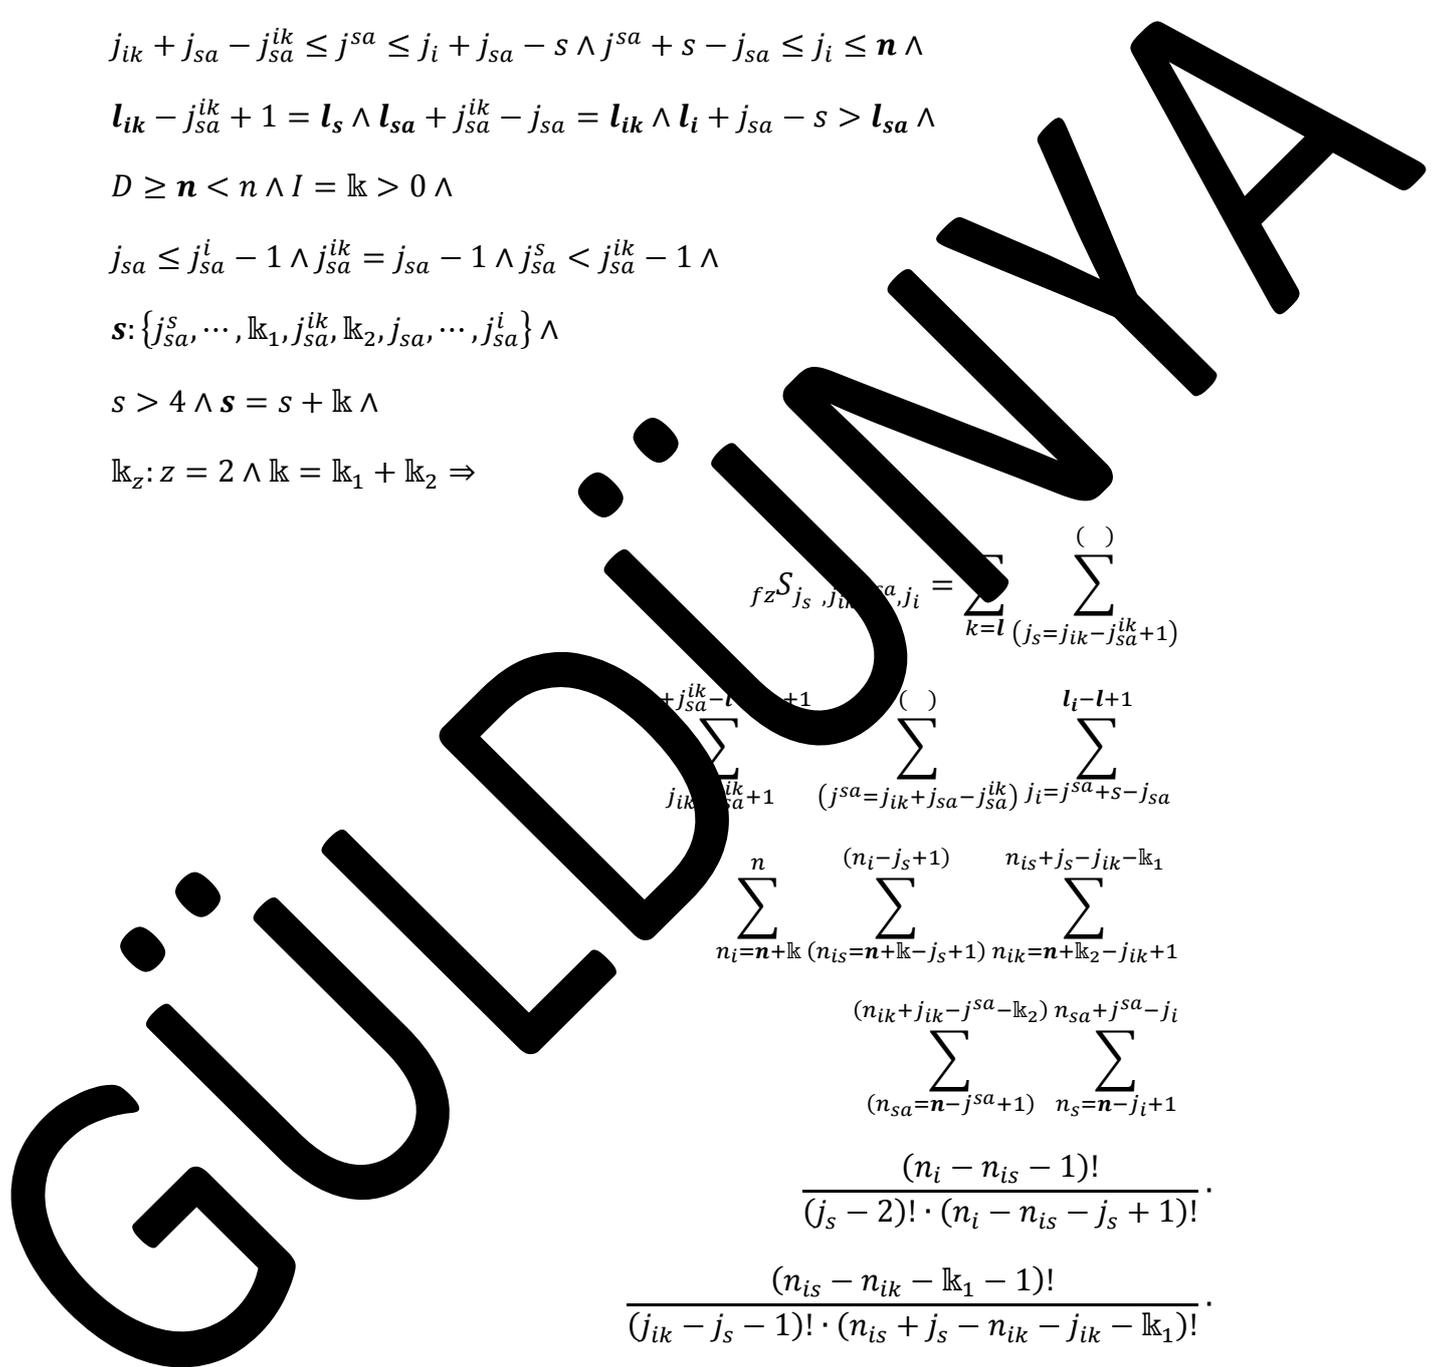 j_{ik} + j_{sa} − j_{sa}^{ik} ≤ j^{sa} ≤ j_i + j_{sa} − s ∧ j^{sa} + s − j_{sa} ≤ j_i ≤ n ∧
l_{ik} − j_{sa}^{ik} + 1 = l_s ∧ l_{sa} + j_{sa}^{ik} − j_{sa} = l_{ik} ∧ l_i + j_{sa} − s > l_{sa} ∧
D ≥ n < n ∧ I = 𝕜 > 0 ∧
j_{sa} ≤ j_{sa}^i − 1 ∧ j_{sa}^{ik} = j_{sa} − 1 ∧ j_{sa}^s < j_{sa}^{ik} − 1 ∧
s: {j_{sa}^s, ⋯, 𝕜_1, j_{sa}^{ik}, 𝕜_2, j_{sa}, ⋯, j_{sa}^i} ∧
s > 4 ∧ s = s + 𝕜 ∧
𝕜_z: z = 2 ∧ 𝕜 = 𝕜_1 + 𝕜_2 ⇒
_{fz}S_{j_s, ,j_i} = ∑_{k=l} ∑_{(j_s=j_{ik}−j_{sa}^{ik}+1)}^{( )}
∑ ∑_{(j^{sa}=j_{ik}+j_{sa}−j_{sa}^{ik})}^{( )} ∑_{j_i=j^{sa}+s−j_{sa}}^{l_i−l+1}
∑_{n_i=n+𝕜}^{n} ∑_{(n_{is}=n+𝕜−j_s+1)}^{(n_i−j_s+1)} ∑_{n_{ik}=n+𝕜_2−j_{ik}+1}^{n_{is}+j_s−j_{ik}−𝕜_1}
∑_{(n_{sa}=n−j^{sa}+1)}^{(n_{ik}+j_{ik}−j^{sa}−𝕜_2)} ∑_{n_s=n−j_i+1}^{n_{sa}+j^{sa}−j_i}
(n_i − n_{is} − 1)!
(j_s − 2)! · (n_i − n_{is} − j_s + 1)! ·
(n_{is} − n_{ik} − 𝕜_1 − 1)!
(j_{ik} − j_s − 1)! · (n_{is} + j_s − n_{ik} − j_{ik} − 𝕜_1)! ·
GÜLDÜNYA